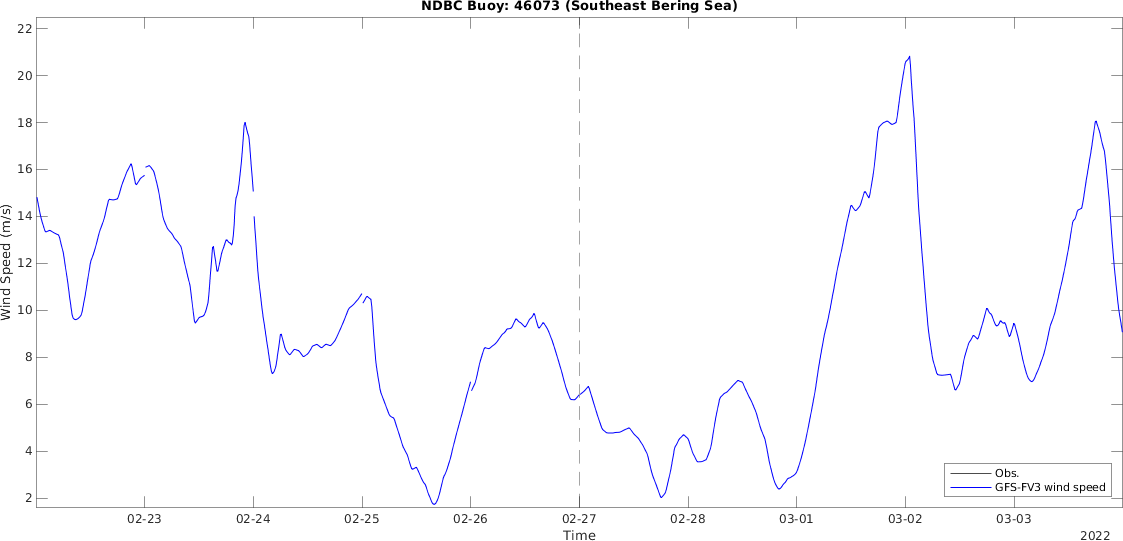 NDBC Buoy: 46073 (Southeast Bering Sea)
22
20
18
16
14
12
10
8
6
4
2
Wind Speed (m/s)
Obs.
GFS-FV3 wind speed
02-23 02-24 02-25 02-26 02-27 02-28 03-01 03-02 03-03
Time
2022